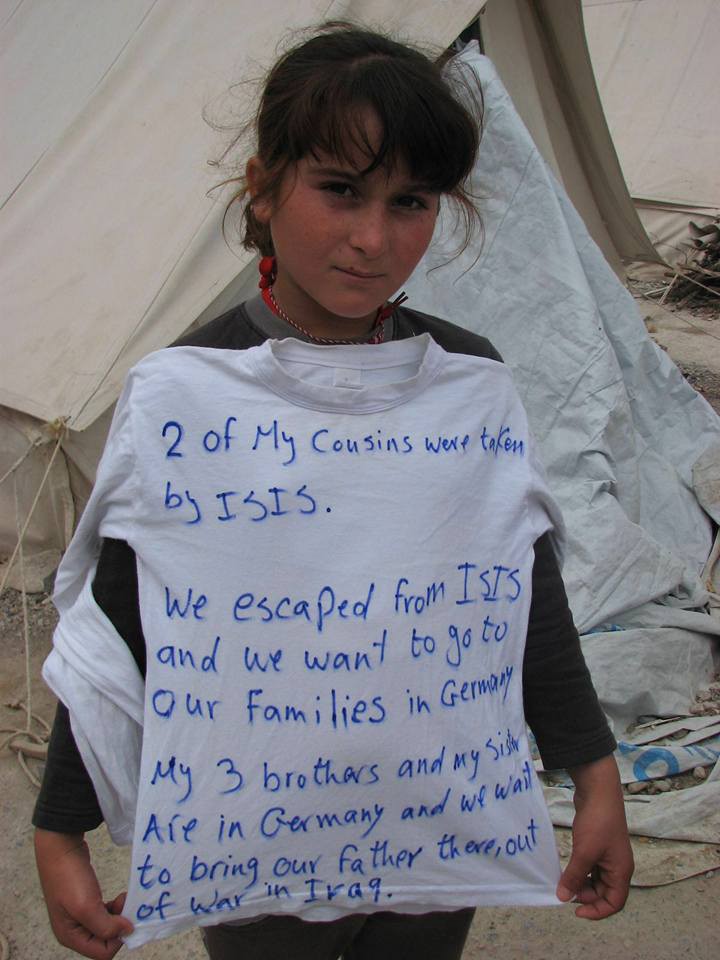 2 of My Cousins were taken
by ISIS.
We escaped from ISIS
and we want to go to
Our families in Germany
My 3 brothers and my Sister
Are in Germany and we wait
to bring our father there, out
of war in Iraq.